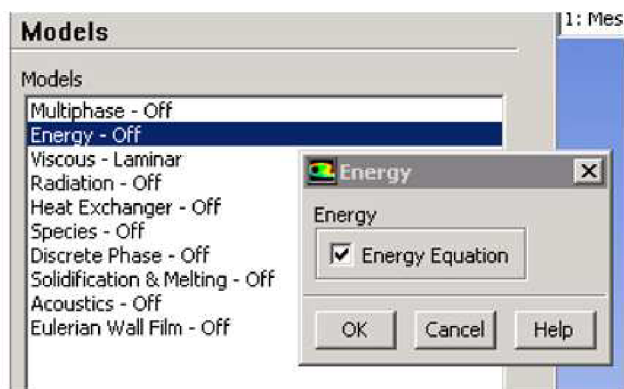 Models
1: Mes
Models
Multiphase - Off
Energy - Off
Viscous - Laminar
Radiation - Off
Heat Exchanger - Off
Species - Off
Discrete Phase - Off
Solidification & Melting - Off
Acoustics - Off
Eulerian Wall Film - Off
Energy
Energy
Energy Equation
OK
Cancel
Help